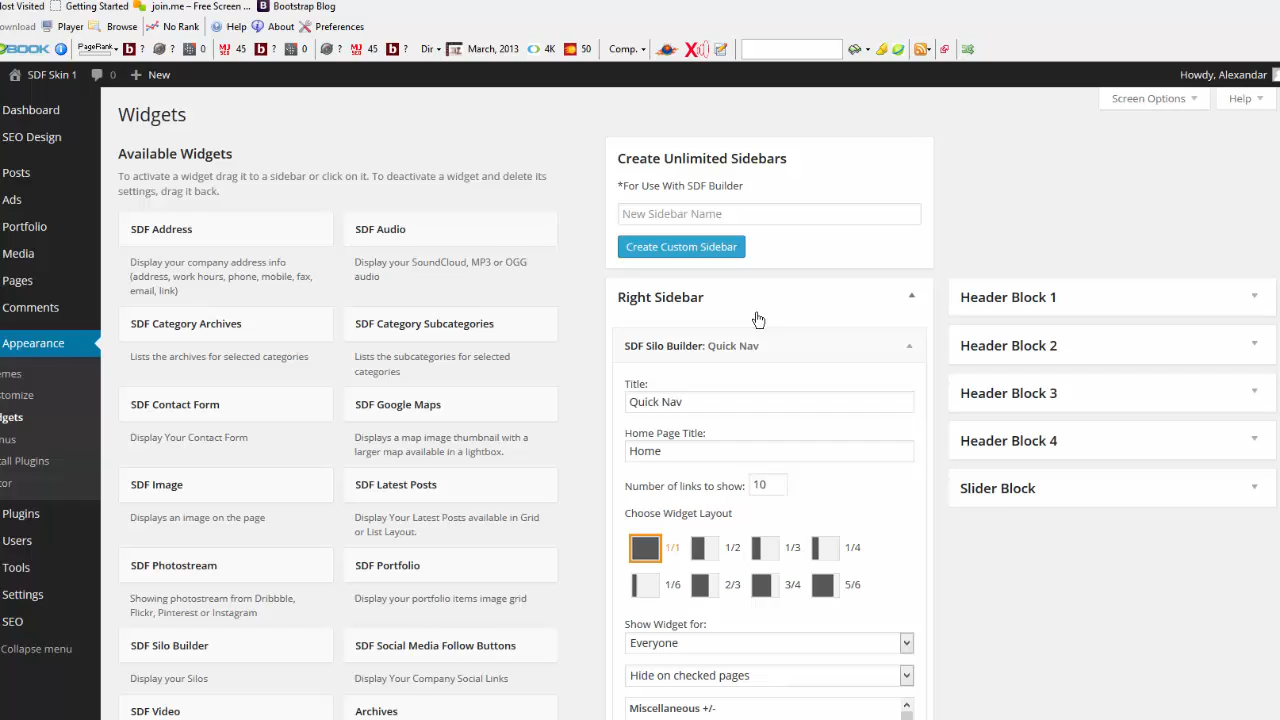 ost Visited Getting Started join.me – Free Screen ... B Bootstrap Blog
ownload Player Browse No Rank Help About Preferences
BOOK PageRank b ? ? 0 MJ SEO 45 b ? 0 ? MJ SEO 45 b ? Dir March, 2013 4K 50 Comp.
SDF Skin 1 0 + New Howdy, Alexandar
Screen Options Help
Dashboard
SEO Design
Posts
Ads
Portfolio
Media
Pages
Comments
Appearance
emes
stomize
gets
nus
tall Plugins
tor
Plugins
Users
Tools
Settings
SEO
Collapse menu
Widgets
Available Widgets
To activate a widget drag it to a sidebar or click on it. To deactivate a widget and delete its
settings, drag it back.
SDF Address
Display your company address info
(address, work hours, phone, mobile, fax,
email, link)
SDF Audio
Display your SoundCloud, MP3 or OGG
audio
SDF Category Archives
Lists the archives for selected categories
SDF Category Subcategories
Lists the subcategories for selected
categories
SDF Contact Form
Display Your Contact Form
SDF Google Maps
Displays a map image thumbnail with a
larger map available in a lightbox.
SDF Image
Displays an image on the page
SDF Latest Posts
Display Your Latest Posts available in Grid
or List Layout.
SDF Photostream
Showing photostream from Dribbble,
Flickr, Pinterest or Instagram
SDF Portfolio
Display your portfolio items image grid
SDF Silo Builder
Display your Silos
SDF Social Media Follow Buttons
Display Your Company Social Links
SDF Video
Archives
Create Unlimited Sidebars
*For Use With SDF Builder
New Sidebar Name
Create Custom Sidebar
Right Sidebar
SDF Silo Builder: Quick Nav
Title:
Quick Nav
Home Page Title:
Home
Number of links to show: 10
Choose Widget Layout
1/1 1/2 1/3 1/4
1/6 2/3 3/4 5/6
Show Widget for:
Everyone
Hide on checked pages
Miscellaneous +/-
Header Block 1
Header Block 2
Header Block 3
Header Block 4
Slider Block